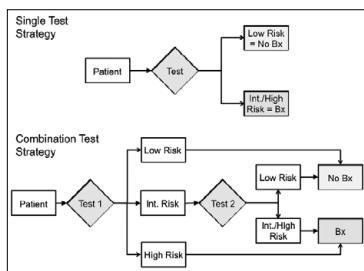 Single Test
Strategy
Low Risk
= No Bx
Patient
Test
Int./High
Risk = Bx
Combination Test
Strategy
Low Risk
Low Risk
No Bx
Patient
Test 1
Int. Risk
Test 2
Int./High
Risk
Bx
High Risk